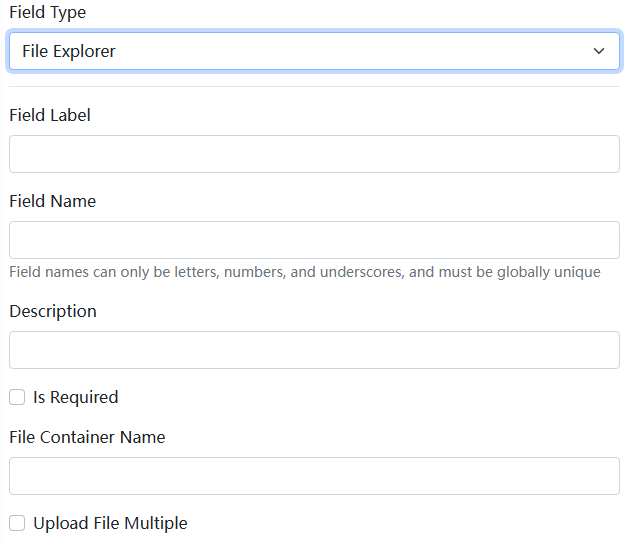 Field Type
File Explorer
Field Label
Field Name
Field names can only be letters, numbers, and underscores, and must be globally unique
Description
Is Required
File Container Name
Upload File Multiple